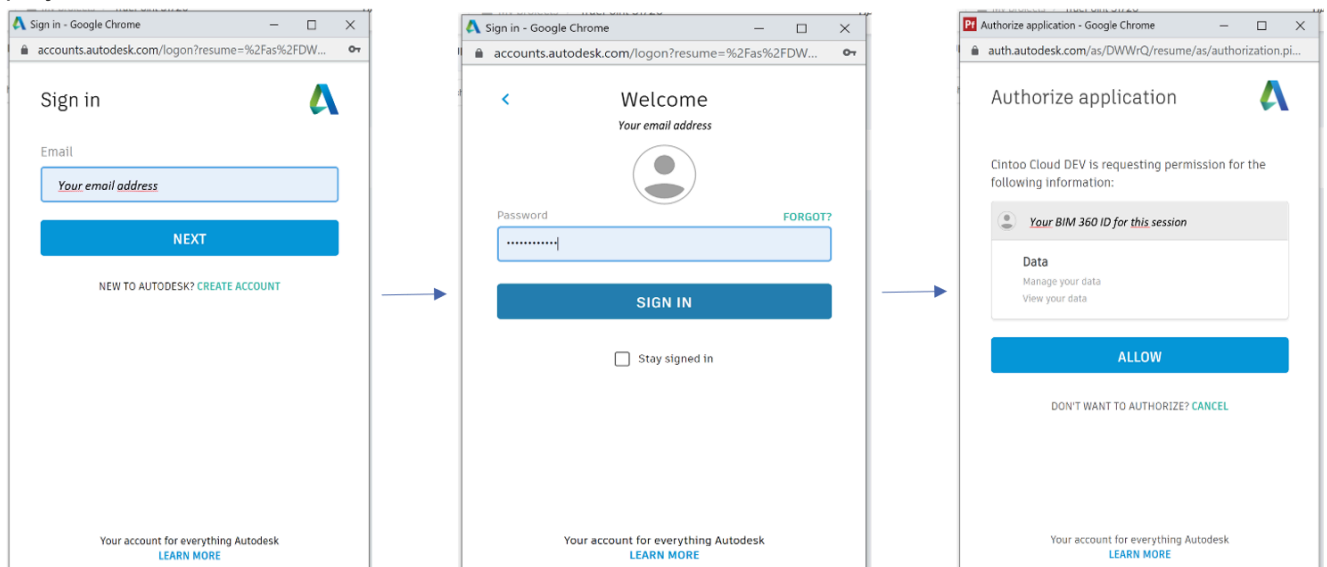 Sign in - Google Chrome
accounts.autodesk.com/logon?resume=%2Fas%2FDW...
Sign in
Email
Your email address
NEXT
NEW TO AUTODESK? CREATE ACCOUNT
Your account for everything Autodesk
LEARN MORE
Sign in - Google Chrome
accounts.autodesk.com/logon?resume=%2Fas%2FDW...
Welcome
Your email address
Password FORGOT?
SIGN IN
Stay signed in
Your account for everything Autodesk
LEARN MORE
Authorize application - Google Chrome
auth.autodesk.com/as/DWWrQ/resume/as/authorization.pi...
Authorize application
Cintoo Cloud DEV is requesting permission for the
following information:
Your BIM 360 ID for this session
Data
Manage your data
View your data
ALLOW
DON'T WANT TO AUTHORIZE? CANCEL
Your account for everything Autodesk
LEARN MORE